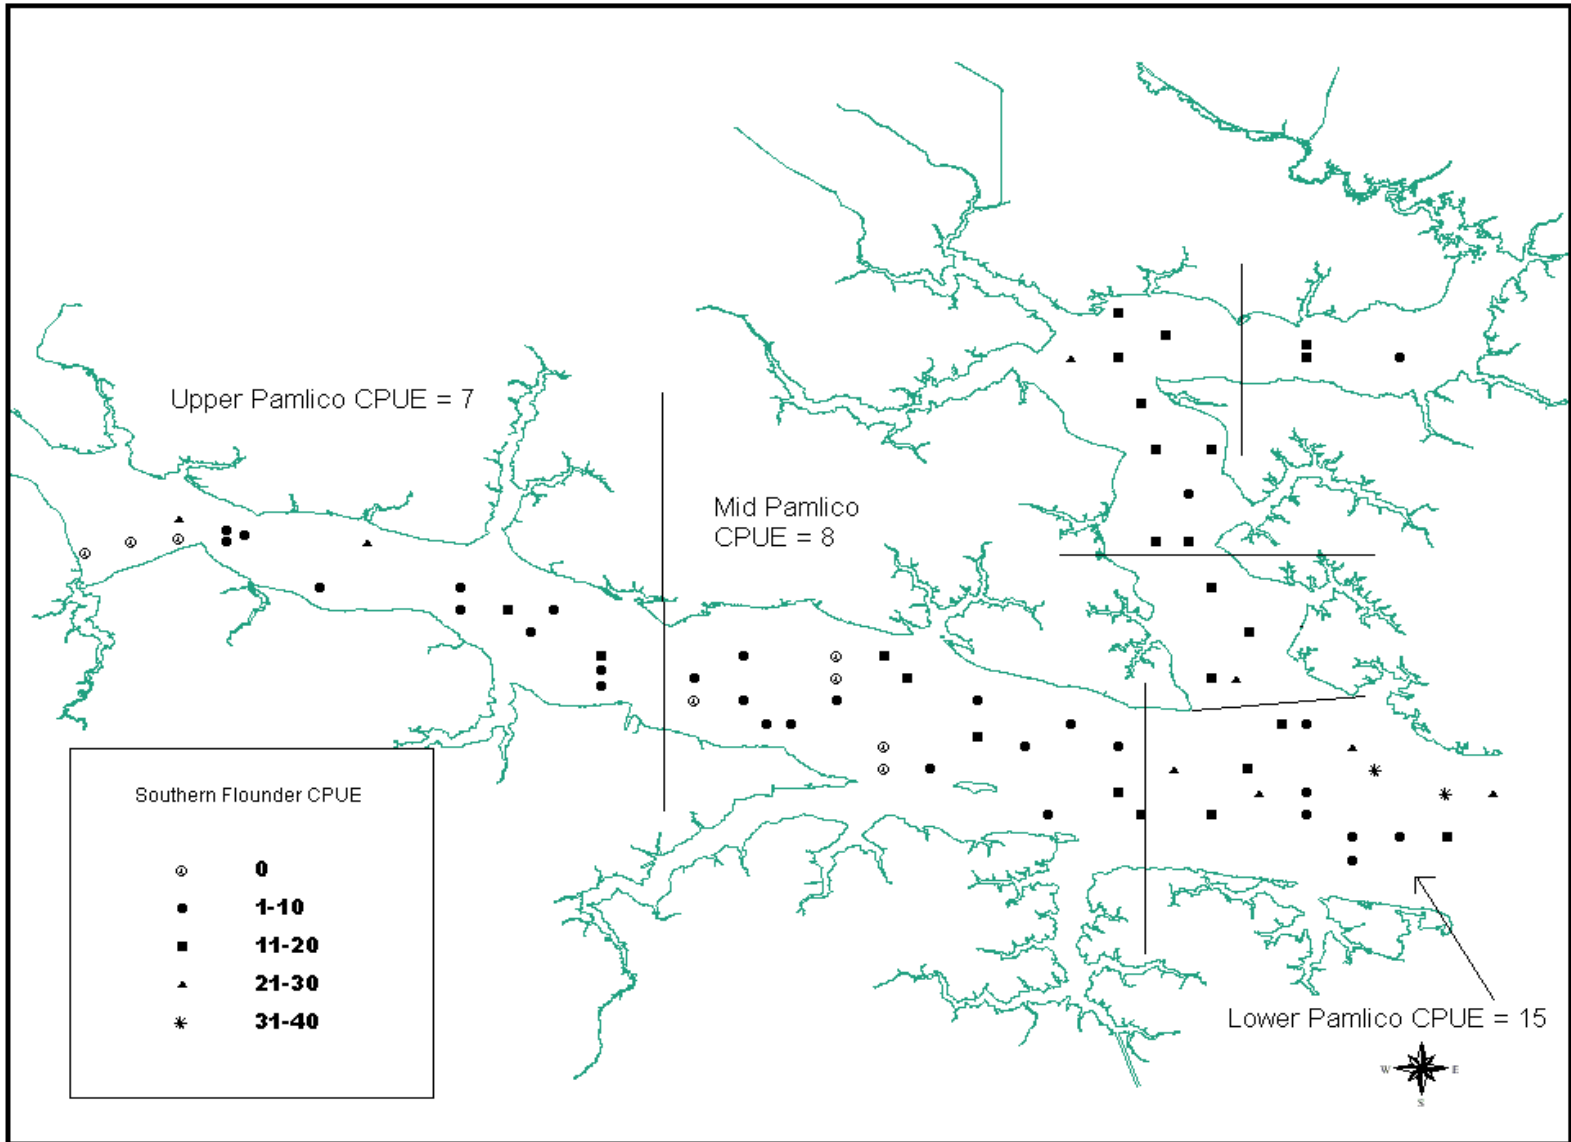 Upper Pamlico CPUE = 7
Mid Pamlico
CPUE = 8
Southern Flounder CPUE
0
1-10
11-20
21-30
31-40
Lower Pamlico CPUE = 15
W E
S